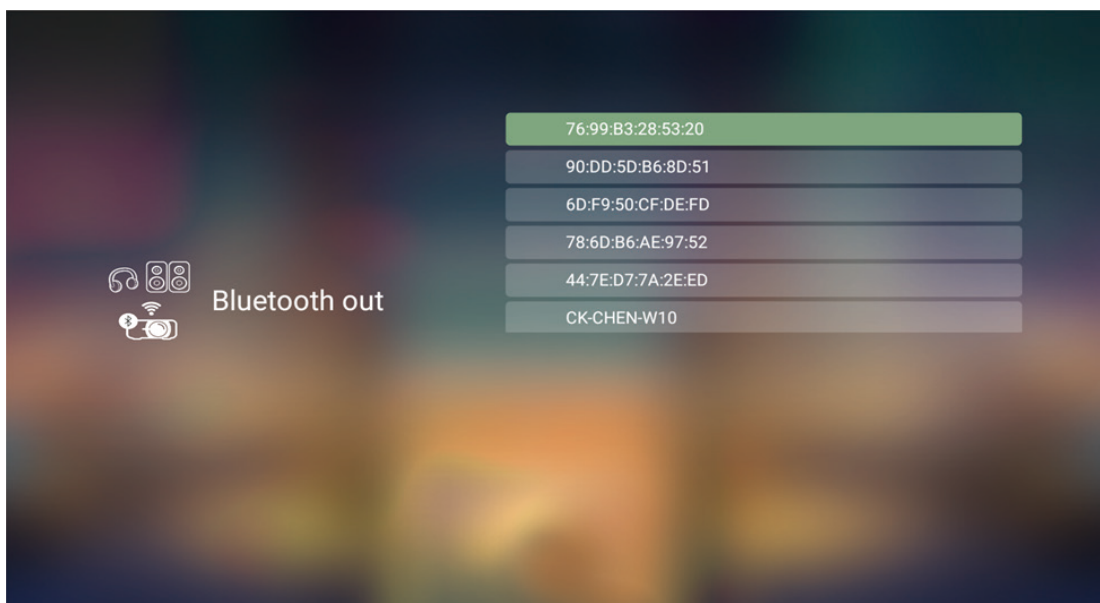 Bluetooth out
76:99:B3:28:53:20
90:DD:5D:B6:8D:51
6D:F9:50:CF:DE:FD
78:6D:B6:AE:97:52
44:7E:D7:7A:2E:ED
CK-CHEN-W10